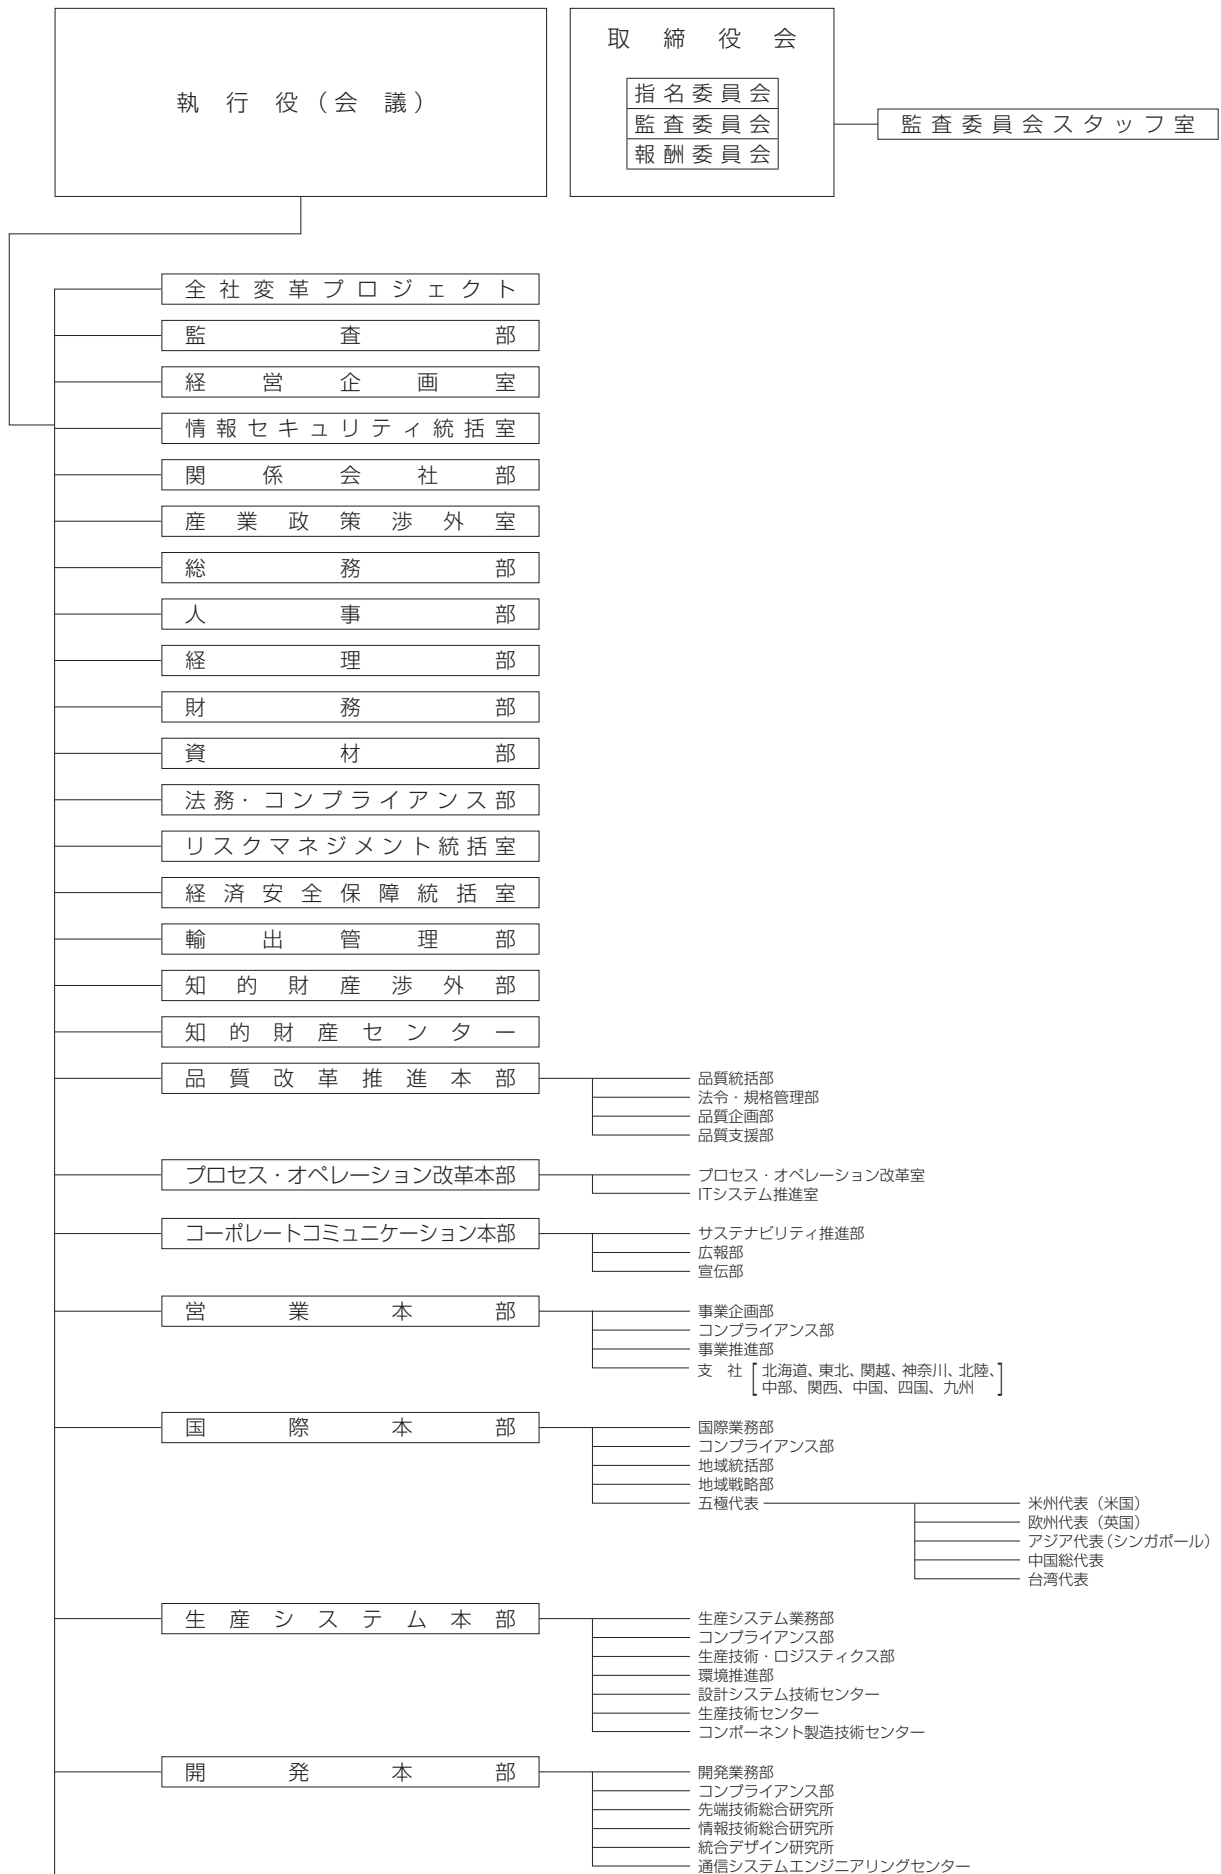 執行役（会議）
取締役会
指名委員会
監査委員会
報酬委員会
監査委員会スタッフ室
全社変革プロジェクト
監査部
経営企画室
情報セキュリティ統括室
関係会社部
産業政策渉外室
総務部
人事部
経理部
財務部
資材部
法務・コンプライアンス部
リスクマネジメント統括室
経済安全保障統括室
輸出管理部
知的財産渉外部
知的財産センター
品質改革推進本部
品質統括部
法令・規格管理部
品質企画部
品質支援部
プロセス・オペレーション改革本部
プロセス・オペレーション改革室
ITシステム推進室
コーポレートコミュニケーション本部
サステナビリティ推進部
広報部
宣伝部
営業本部
事業企画部
コンプライアンス部
事業推進部
支社 [北海道、東北、関越、神奈川、北陸、
中部、関西、中国、四国、九州]
国際本部
国際業務部
コンプライアンス部
地域統括部
地域戦略部
五極代表
米州代表（米国）
欧州代表（英国）
アジア代表（シンガポール）
中国総代表
台湾代表
生産システム本部
生産システム業務部
コンプライアンス部
生産技術・ロジスティクス部
環境推進部
設計システム技術センター
生産技術センター
コンポーネント製造技術センター
開発本部
開発業務部
コンプライアンス部
先端技術総合研究所
情報技術総合研究所
統合デザイン研究所
通信システムエンジニアリングセンター